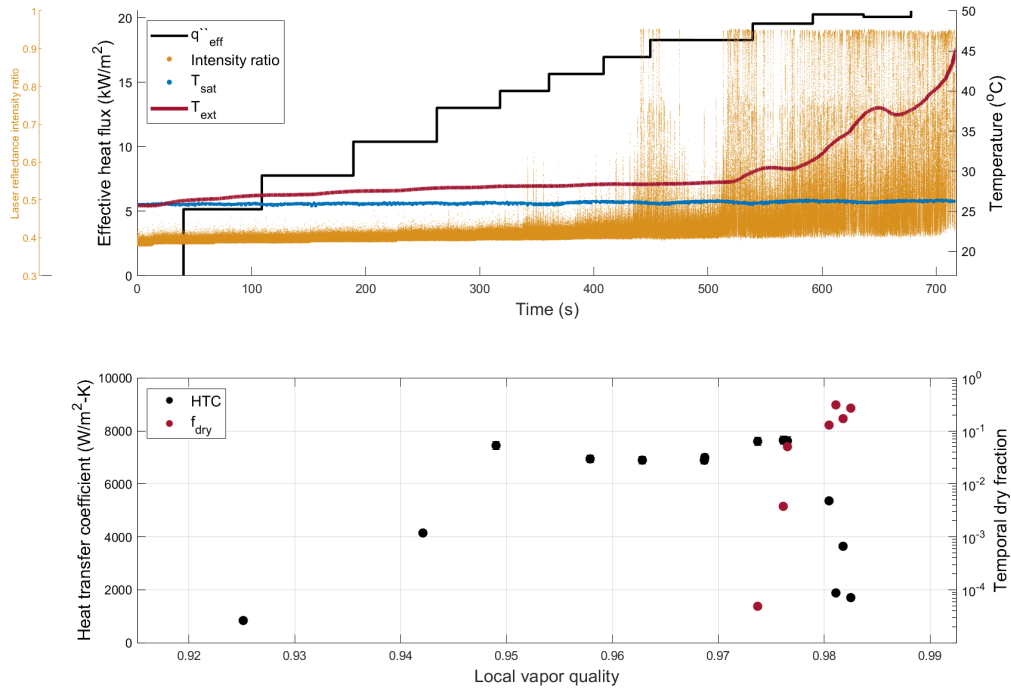 1
0.9
0.8
0.7
0.6
0.5
0.4
0.3
Laser reflectance intensity ratio
20
15
10
5
0
Effective heat flux (kW/m2)
q``eff
Intensity ratio
Tsat
Text
50
45
40
35
30
25
20
Temperature (oC)
0 100 200 300 400 500 600 700
Time (s)
10000
8000
6000
4000
2000
0
Heat transfer coefficient (W/m2-K)
HTC
fdry
100
10-1
10-2
10-3
10-4
Temporal dry fraction
0.92 0.93 0.94 0.95 0.96 0.97 0.98 0.99
Local vapor quality